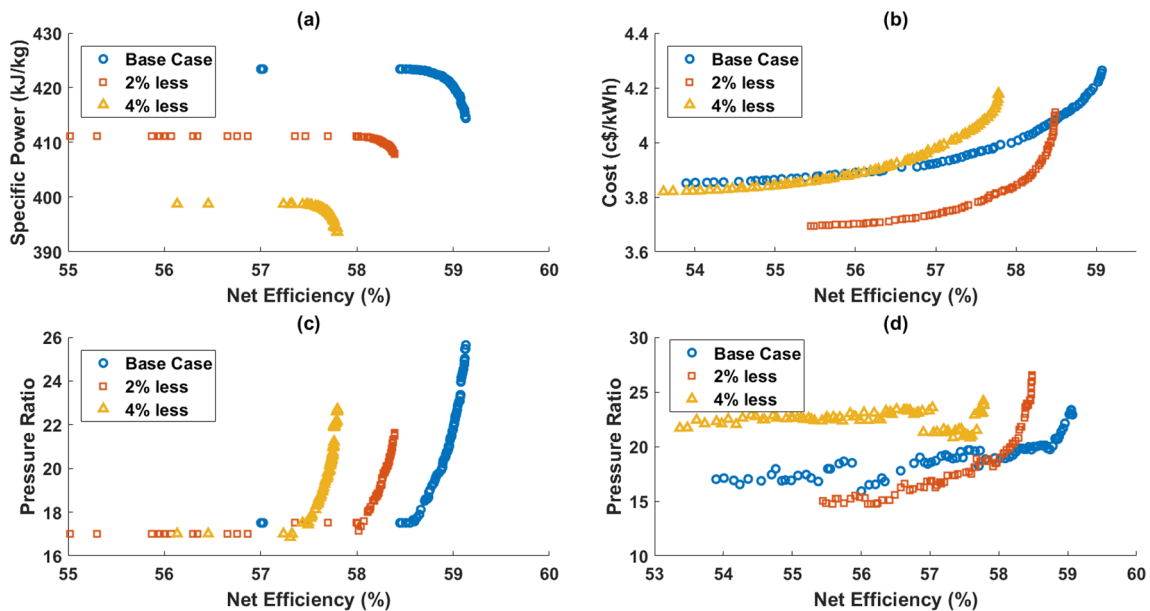 (a)
Specific Power (kJ/kg)
430
420
410
400
390
Base Case
2% less
4% less
55 56 57 58 59 60
Net Efficiency (%)
(b)
Cost (c$/kWh)
4.4
4.2
4
3.8
3.6
Base Case
2% less
4% less
54 55 56 57 58 59
Net Efficiency (%)
(c)
Pressure Ratio
26
24
22
20
18
16
Base Case
2% less
4% less
55 56 57 58 59 60
Net Efficiency (%)
(d)
Pressure Ratio
30
25
20
15
10
Base Case
2% less
4% less
53 54 55 56 57 58 59 60
Net Efficiency (%)